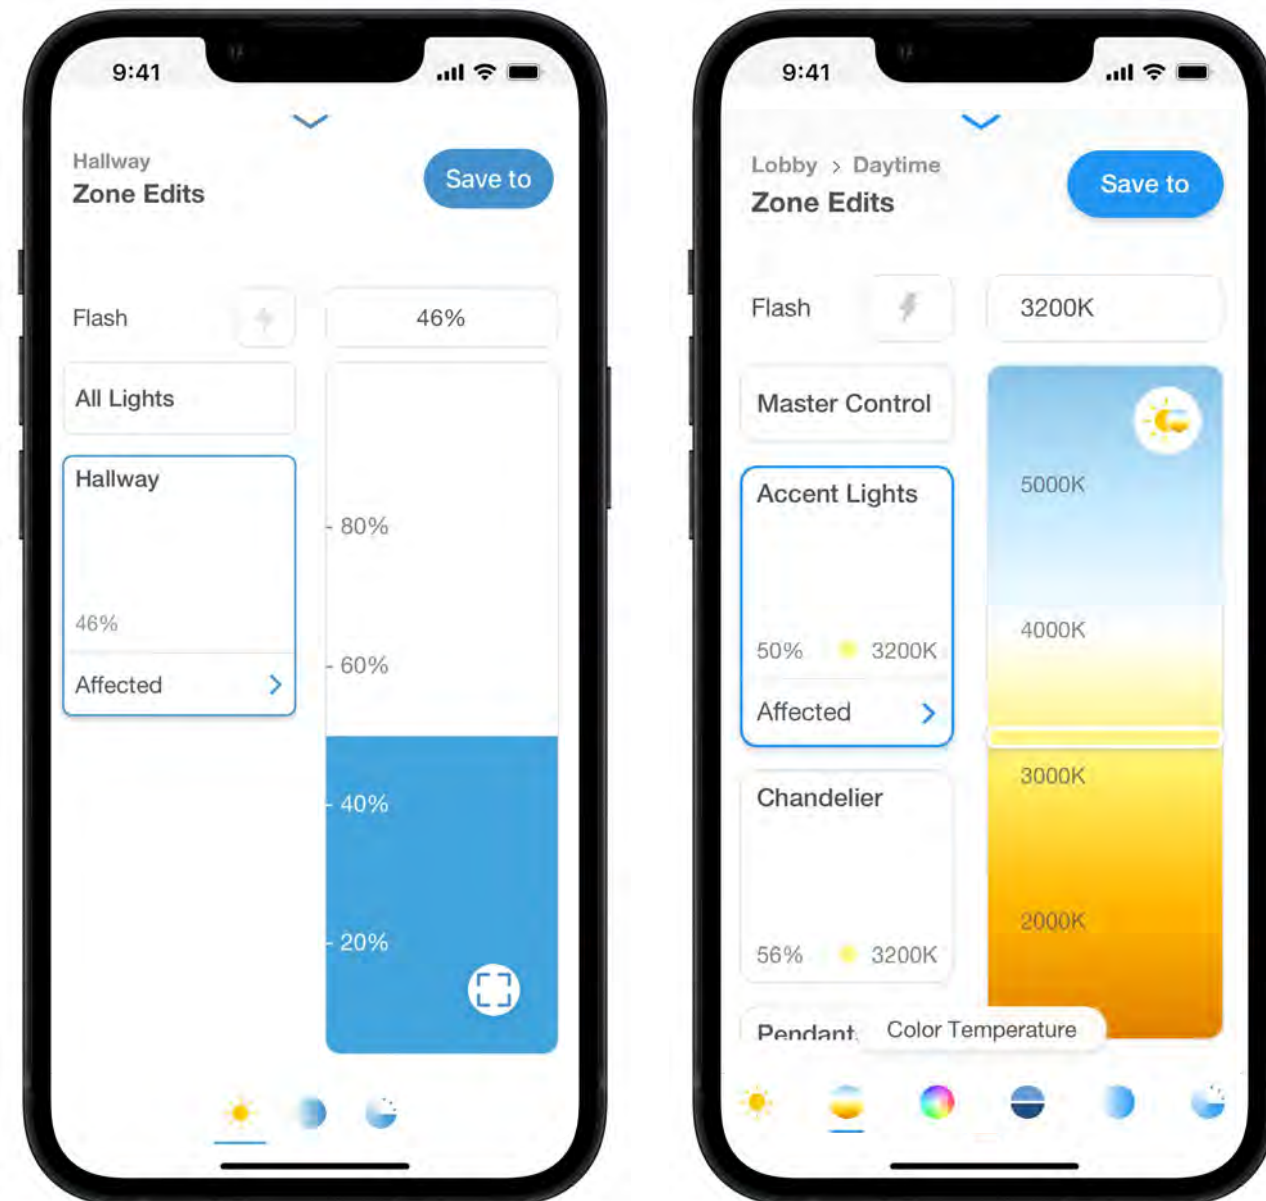 9:41
Hallway
Zone Edits
Save to
Flash
46%
All Lights
Hallway
46%
Affected
- 80%
- 60%
- 40%
- 20%
9:41
Lobby > Daytime
Zone Edits
Save to
Flash
3200K
Master Control
Accent Lights
50% 3200K
Affected
Chandelier
56% 3200K
Pendant
5000K
4000K
3000K
2000K
Color Temperature